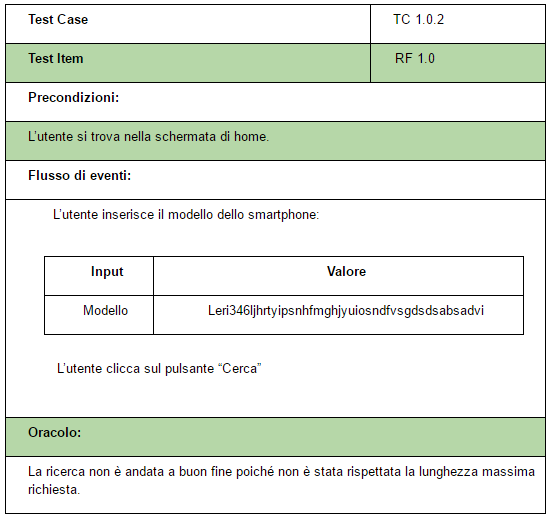 Test Case TC 1.0.2
Test Item RF 1.0
Precondizioni:
L'utente si trova nella schermata di home.
Flusso di eventi:
L'utente inserisce il modello dello smartphone:
Input Valore
Modello Leri346ljhrtyipsnhfmghjyuiosndfvsgdsdsabsadvi
L'utente clicca sul pulsante “Cerca”
Oracolo:
La ricerca non è andata a buon fine poiché non è stata rispettata la lunghezza massima
richiesta.